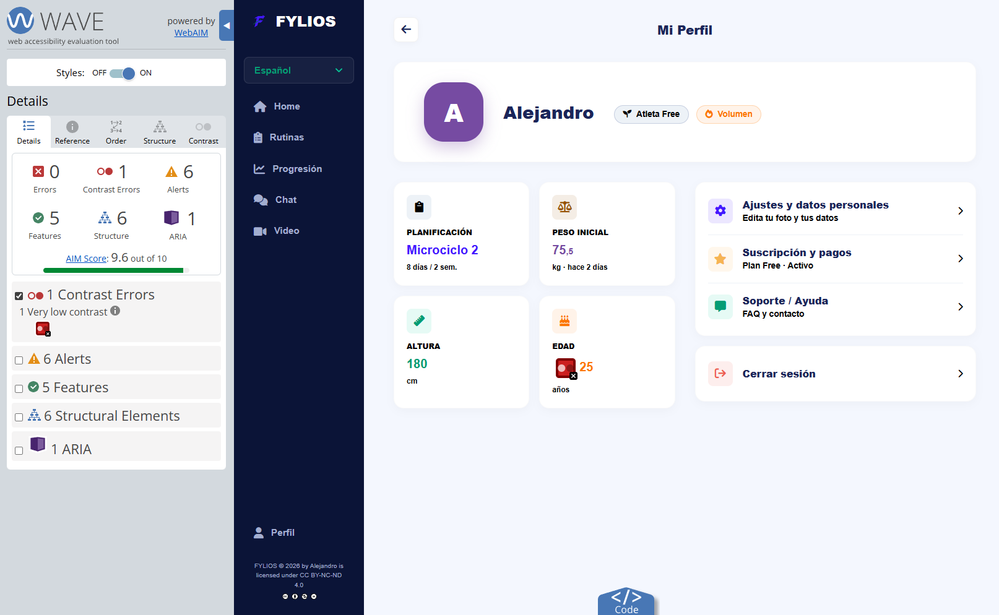 WAVE
web accessibility evaluation tool
powered by
WebAIM
Styles: OFF ON
Details
Details Reference Order Structure Contrast
0 Errors
1 Contrast Errors
6 Alerts
5 Features
6 Structure
1 ARIA
AIM Score: 9.6 out of 10
1 Contrast Errors
1 Very low contrast
6 Alerts
5 Features
6 Structural Elements
1 ARIA
FYLIOS
Español
Home
Rutinas
Progresión
Chat
Video
Perfil
FYLIOS © 2026 by Alejandro is
licensed under CC BY-NC-ND
4.0
Mi Perfil
A
Alejandro
Atleta Free
Volumen
PLANIFICACIÓN
Microciclo 2
8 días / 2 sem.
PESO INICIAL
75,5
kg · hace 2 días
ALTURA
180
cm
EDAD
25
años
Ajustes y datos personales
Edita tu foto y tus datos
Suscripción y pagos
Plan Free · Activo
Soporte / Ayuda
FAQ y contacto
Cerrar sesión
</>
Code